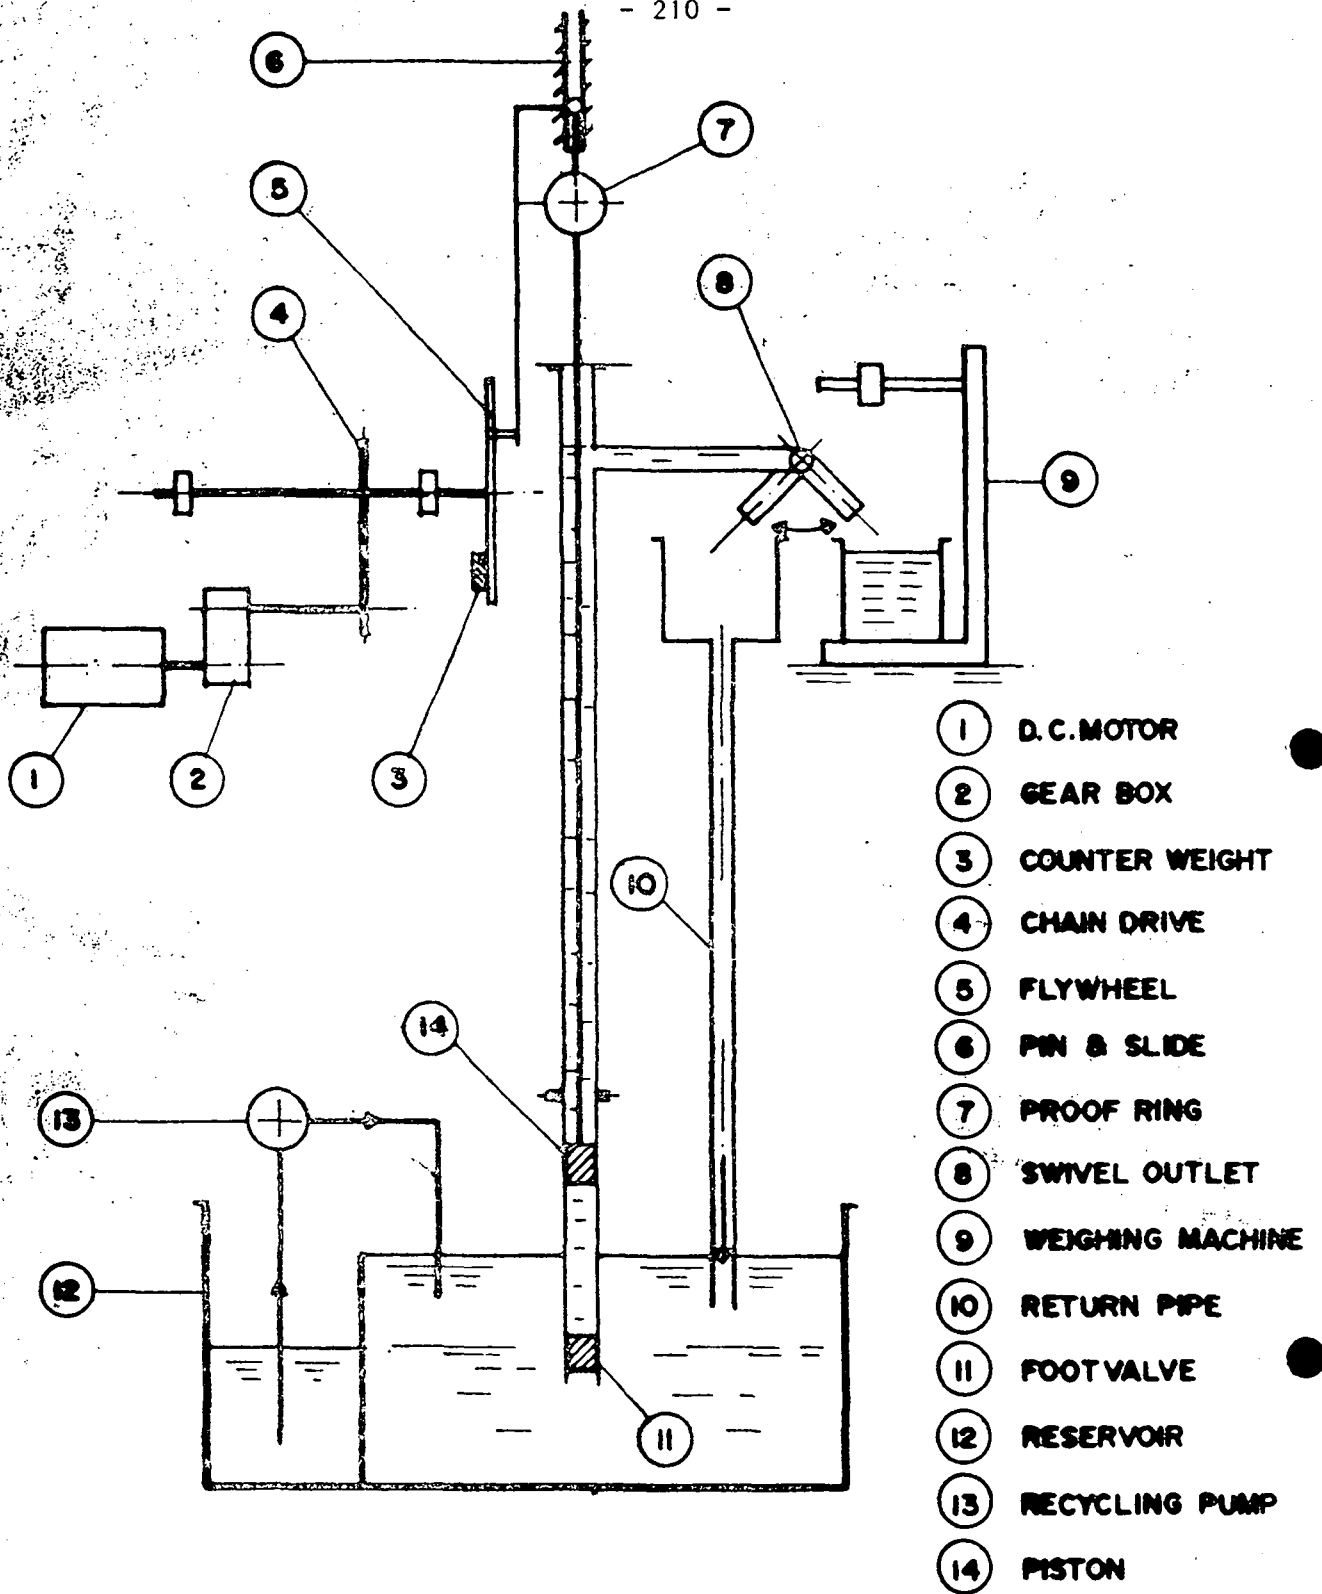 - 210 -
6
7
5
8
4
9
1
2
3
10
14
13
12
11
1 D.C. MOTOR
2 GEAR BOX
3 COUNTER WEIGHT
4 CHAIN DRIVE
5 FLYWHEEL
6 PIN & SLIDE
7 PROOF RING
8 SWIVEL OUTLET
9 WEIGHING MACHINE
10 RETURN PIPE
11 FOOT VALVE
12 RESERVOIR
13 RECYCLING PUMP
14 PISTON